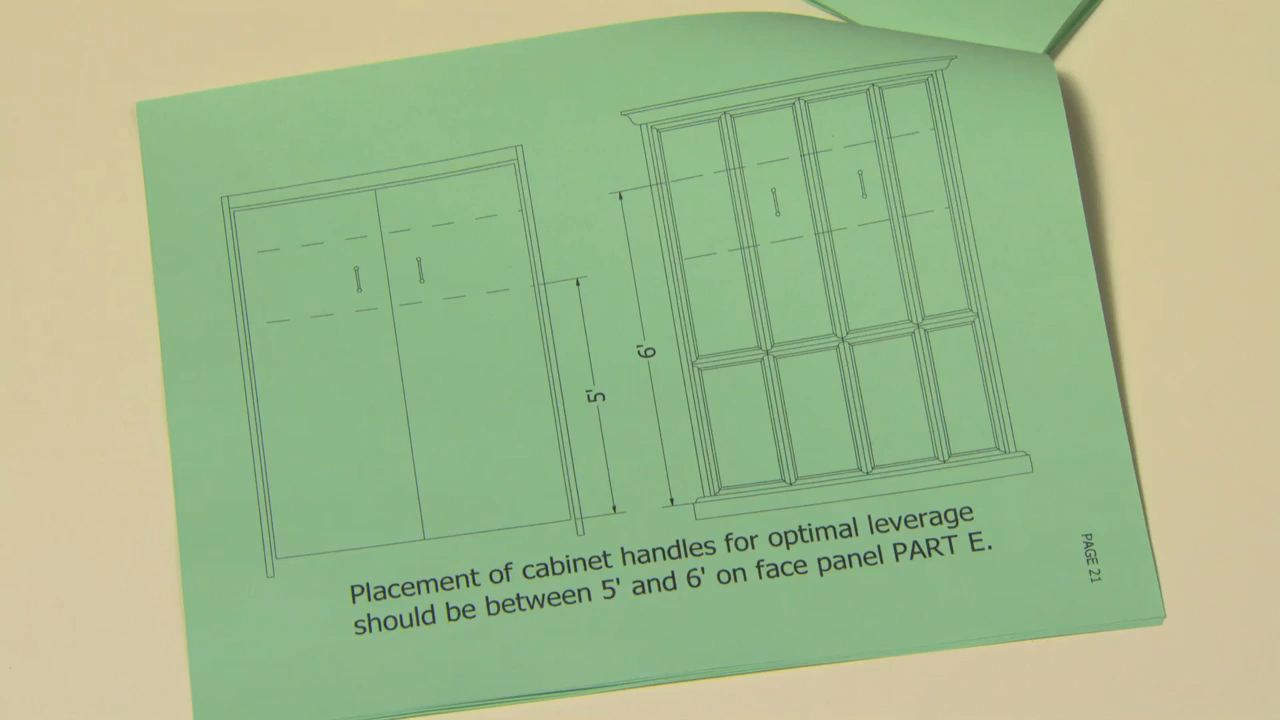 6'
5'
Placement of cabinet handles for optimal leverage
should be between 5' and 6' on face panel PART E.
PAGE 21